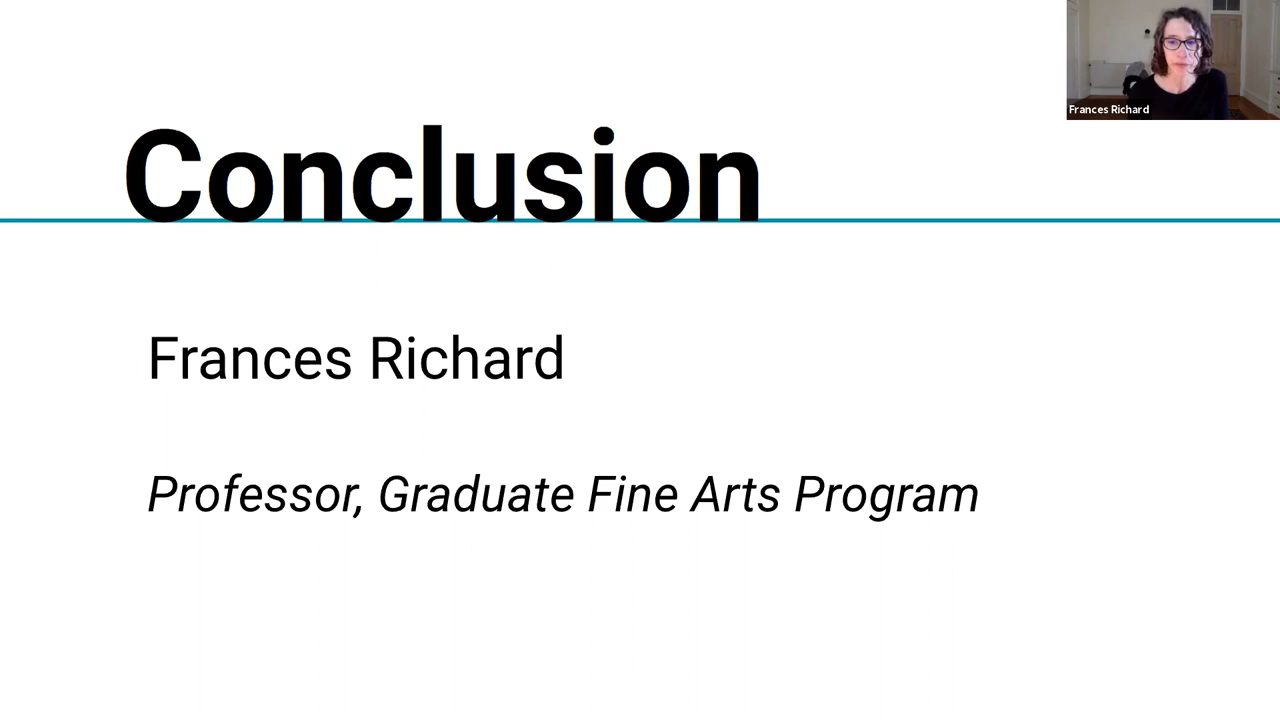 Frances Richard
Conclusion
Frances Richard
Professor, Graduate Fine Arts Program